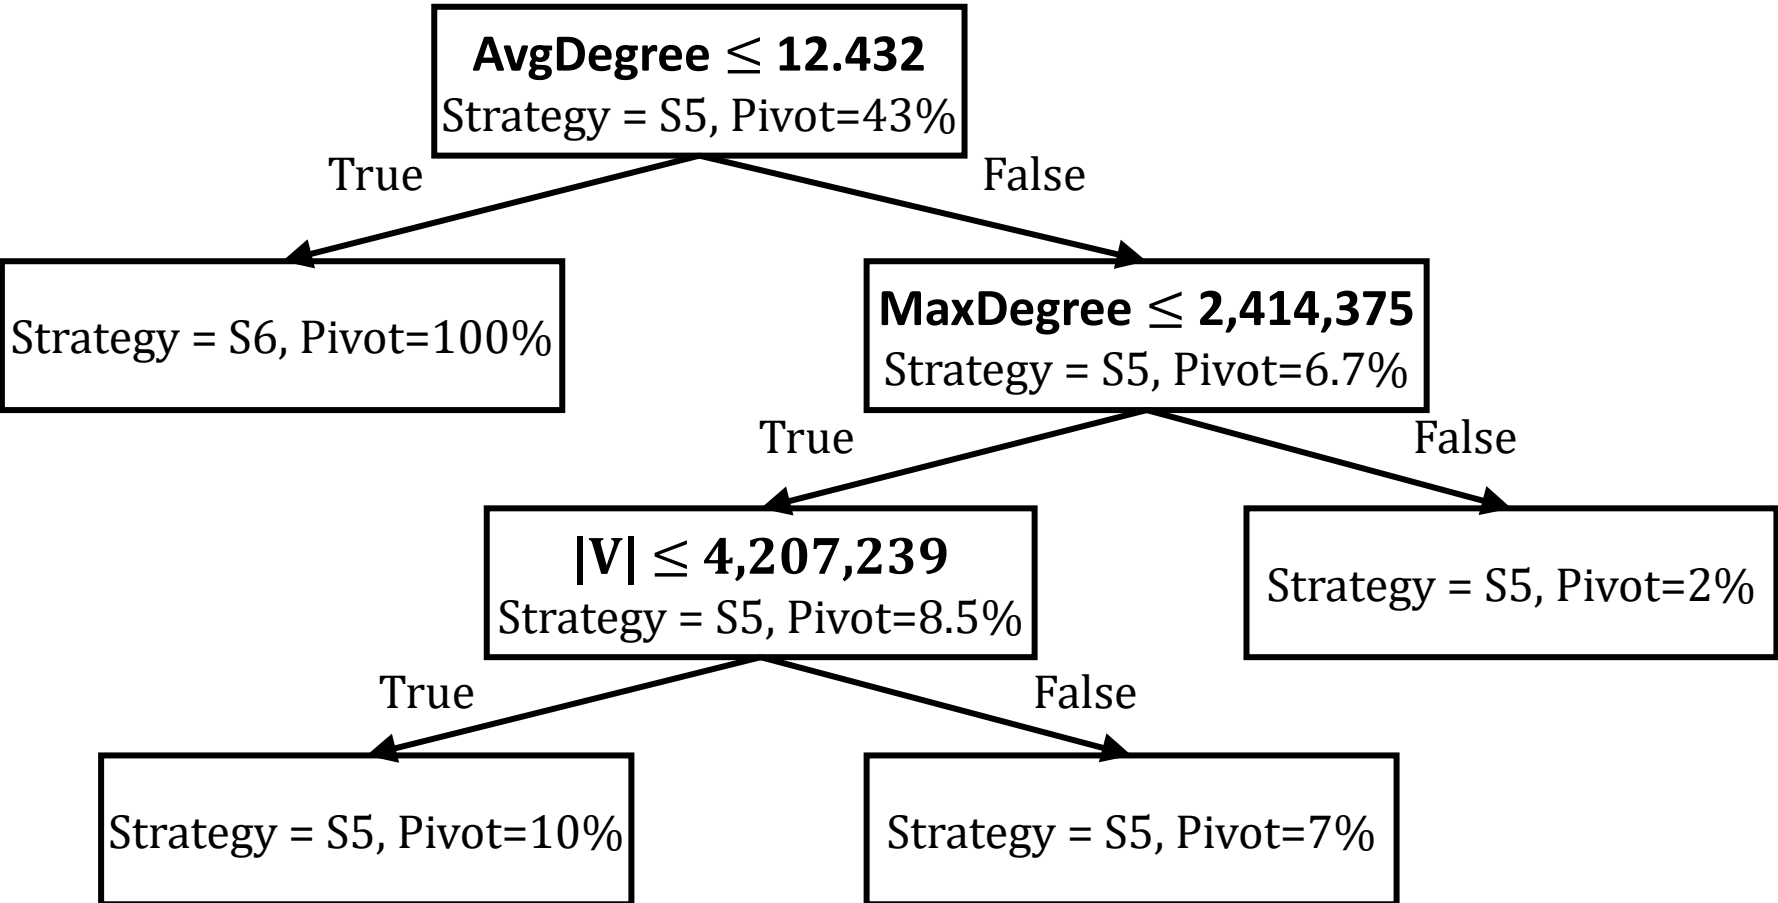 AvgDegree ≤ 12.432
Strategy = S5, Pivot=43%
True
False
Strategy = S6, Pivot=100%
MaxDegree ≤ 2,414,375
Strategy = S5, Pivot=6.7%
True
False
|V| ≤ 4,207,239
Strategy = S5, Pivot=8.5%
Strategy = S5, Pivot=2%
True
False
Strategy = S5, Pivot=10%
Strategy = S5, Pivot=7%